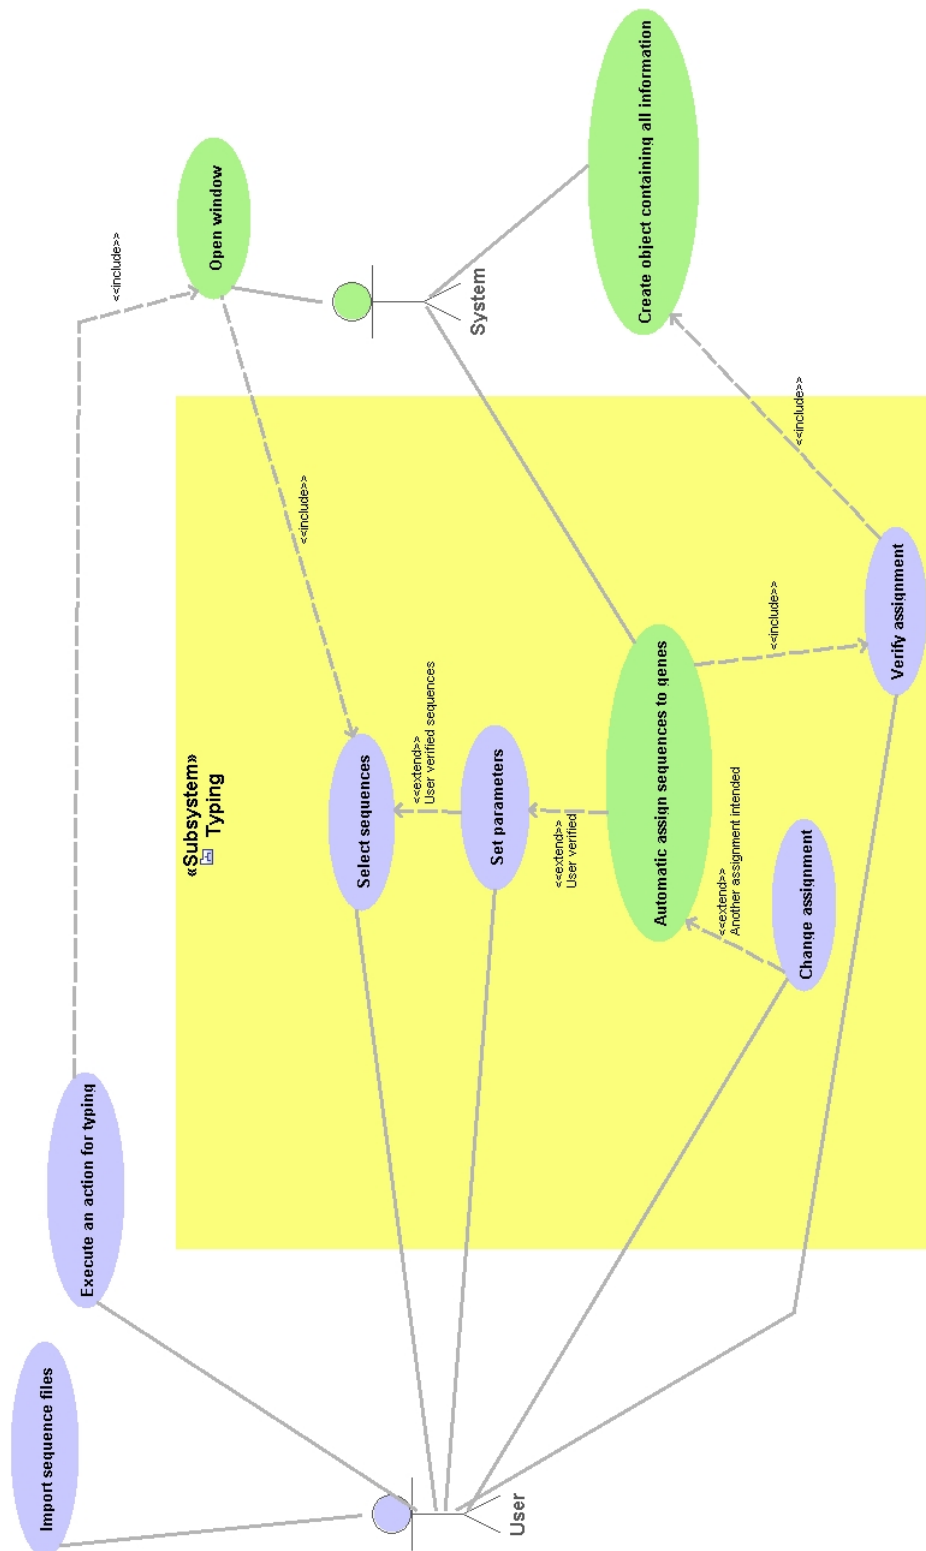 Import sequence files
Execute an action for typing
<<include>>
Open window
«Subsystem»
Typing
<<include>>
Select sequences
<<extend>>
User verified sequences
System
Set parameters
<<extend>>
User verified
Create object containing all information
Automatic assign sequences to genes
<<include>>
<<include>>
<<extend>>
Another assignment intended
Change assignment
Verify assignment
User